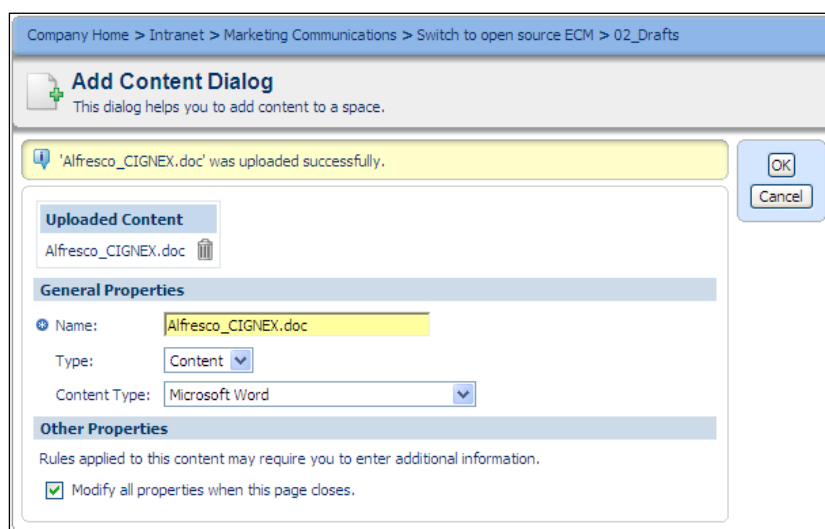 Company Home > Intranet > Marketing Communications > Switch to open source ECM > 02_Drafts
Add Content Dialog
This dialog helps you to add content to a space.
'Alfresco_CIGNEX.doc' was uploaded successfully.
OK
Cancel
Uploaded Content
Alfresco_CIGNEX.doc
General Properties
Name: Alfresco_CIGNEX.doc
Type: Content
Content Type: Microsoft Word
Other Properties
Rules applied to this content may require you to enter additional information.
Modify all properties when this page closes.